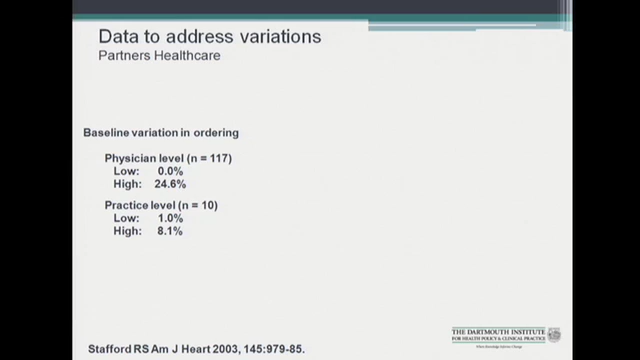 Data to address variations
Partners Healthcare
Baseline variation in ordering
Physician level (n = 117)
Low: 0.0%
High: 24.6%
Practice level (n = 10)
Low: 1.0%
High: 8.1%
THE DARTMOUTH INSTITUTE
FOR HEALTH POLICY & CLINICAL PRACTICE
Stafford RS Am J Heart 2003, 145:979-85.